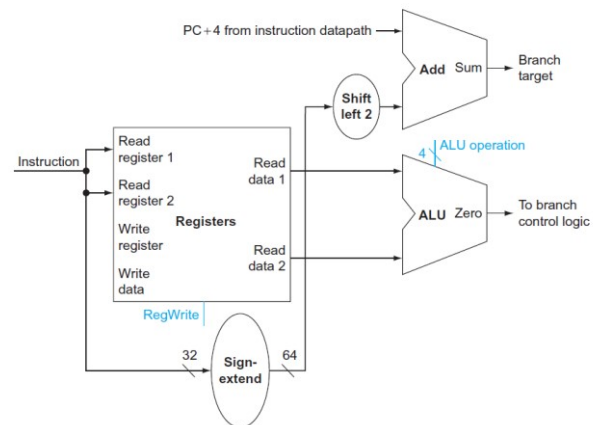 PC+4 from instruction datapath
Add Sum
Branch
target
Shift
left 2
Instruction
Read
register 1
Read
register 2
Write
register
Write
data
Registers
Read
data 1
Read
data 2
RegWrite
4
ALU operation
ALU Zero
To branch
control logic
32
Sign-
extend
64